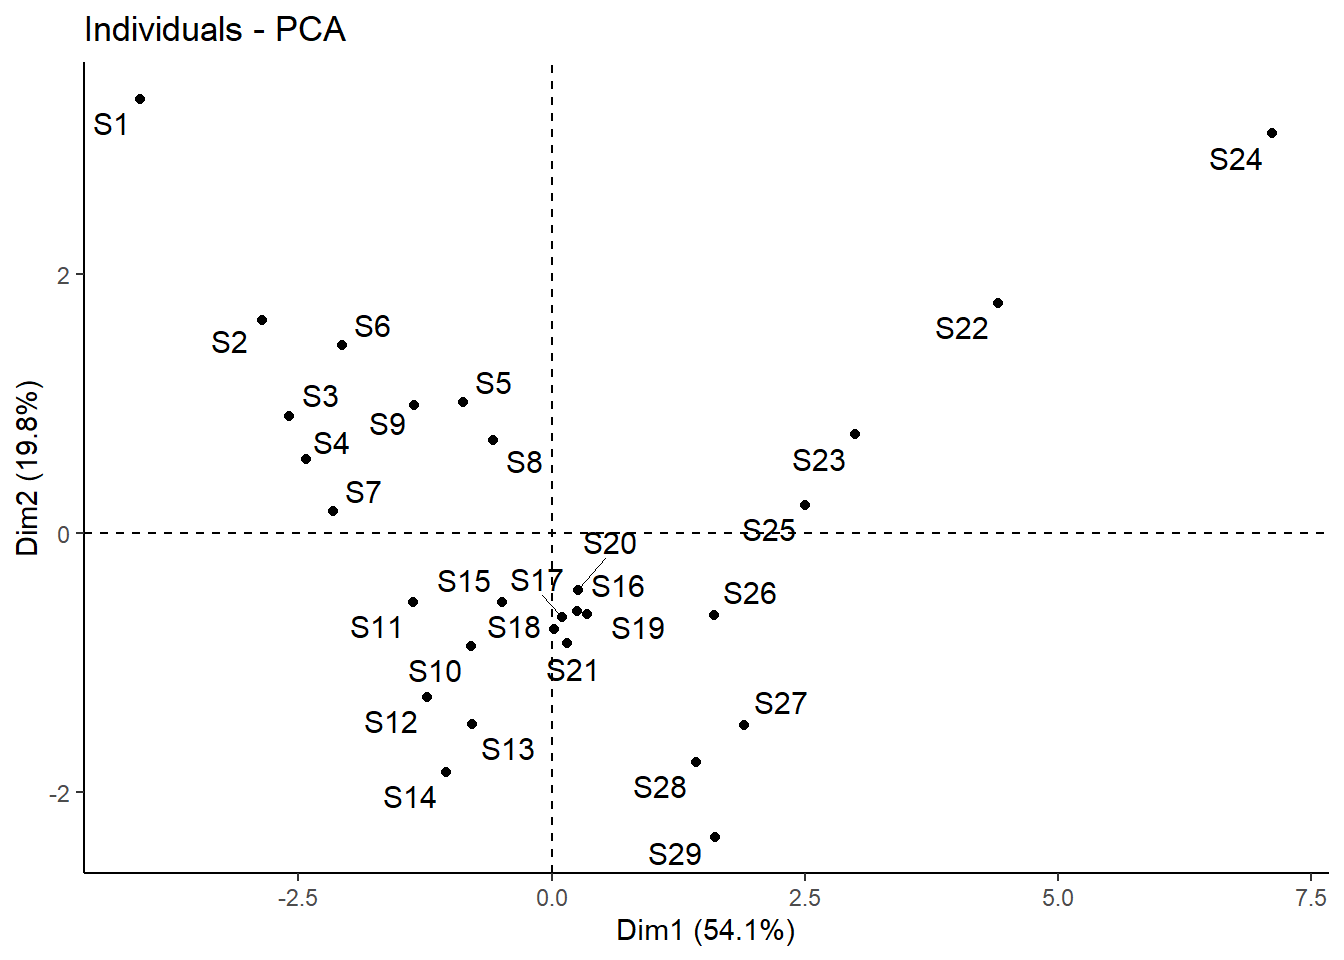 Individuals - PCA
S1
S24
2
S2
S6
S22
S3
S5
S9
S4
S8
S23
S7
Dim2 (19.8%)
0
S25
S20
S15
S17
S16
S26
S11
S18
S19
S10
S21
S12
S27
S13
S14
S28
-2
S29
-2.5
0.0
2.5
5.0
7.5
Dim1 (54.1%)